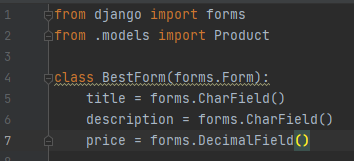 1 from django import forms
2 from .models import Product
3
4 class BestForm(forms.Form):
5     title = forms.CharField()
6     description = forms.CharField()
7     price = forms.DecimalField()